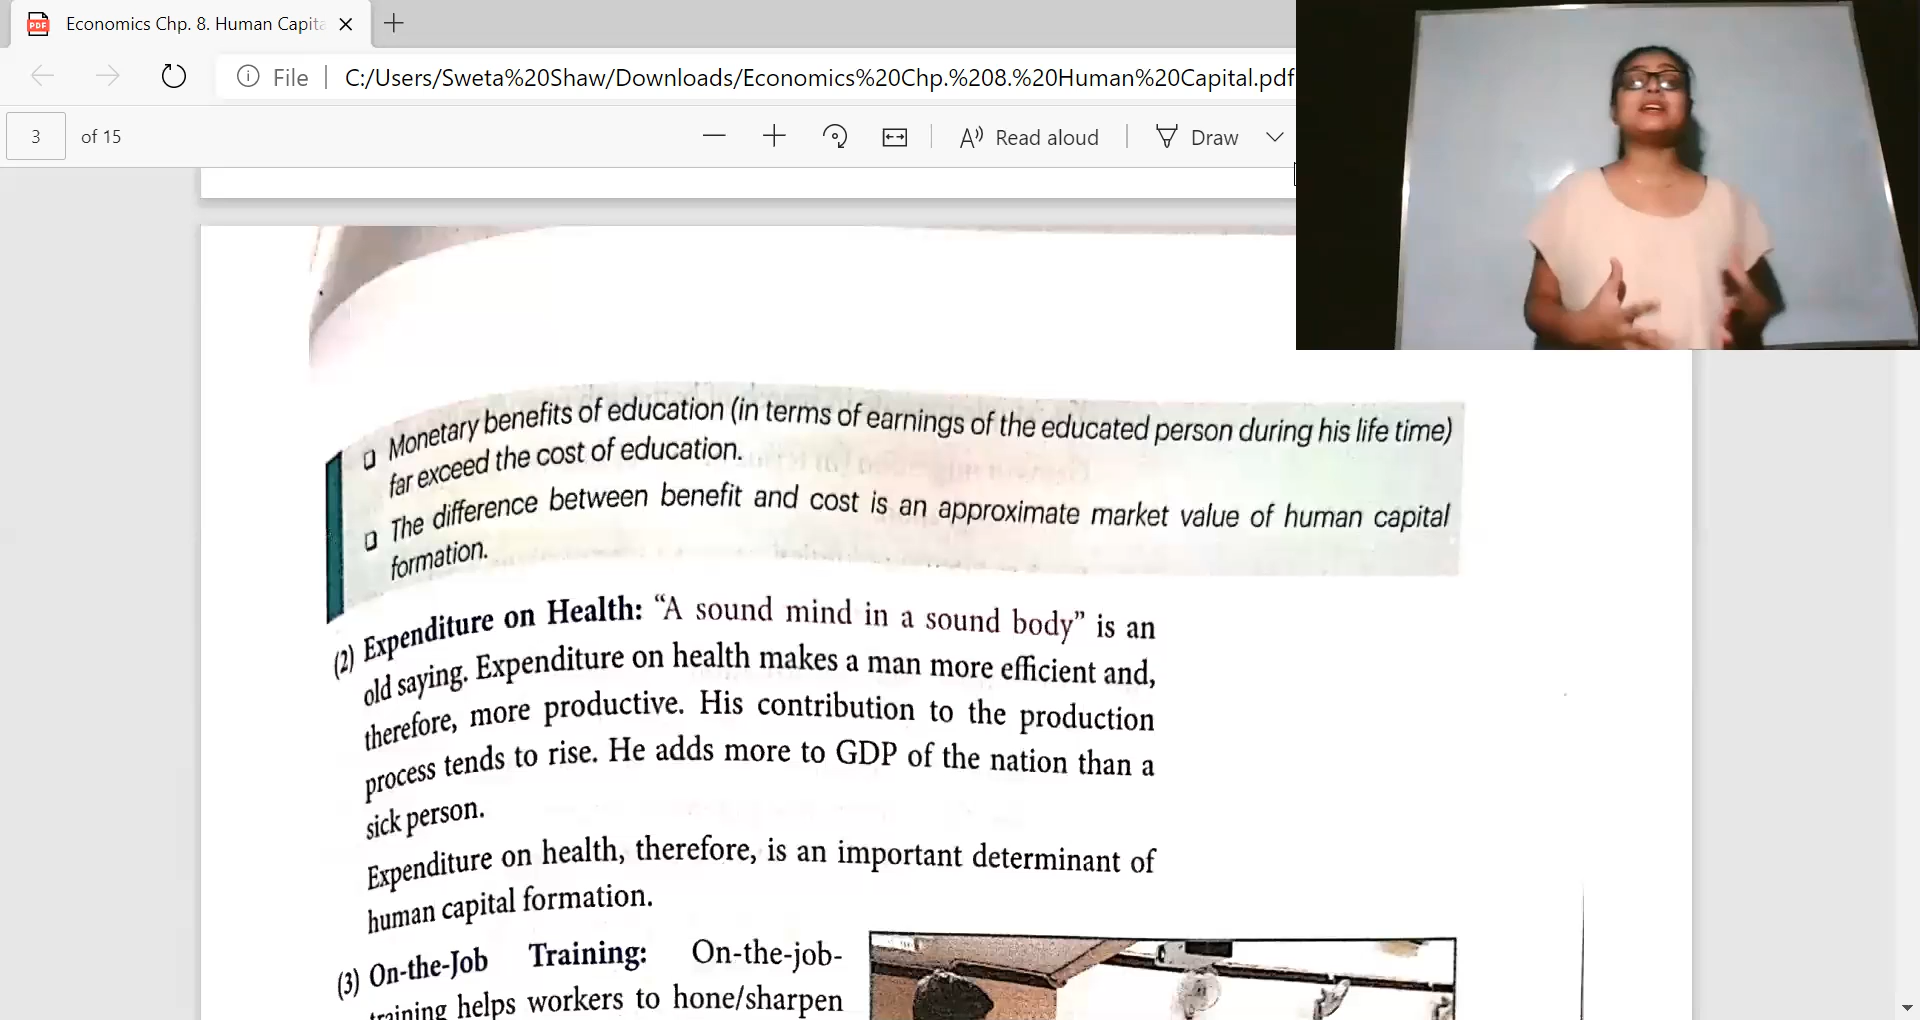 Economics Chp. 8. Human Capita
File
C:/Users/Sweta%20Shaw/Downloads/Economics%20Chp.%208.%20Human%20Capital.pdf
3 of 15
Read aloud
Draw
Monetary benefits of education (in terms of earnings of the educated person during his life time)
far exceed the cost of education.
The difference between benefit and cost is an approximate market value of human capital
formation.
(2) Expenditure on Health: “A sound mind in a sound body” is an
old saying. Expenditure on health makes a man more efficient and,
therefore, more productive. His contribution to the production
process tends to rise. He adds more to GDP of the nation than a
sick person.
Expenditure on health, therefore, is an important determinant of
human capital formation.
(3) On-the-Job Training: On-the-job-
training helps workers to hone/sharpen